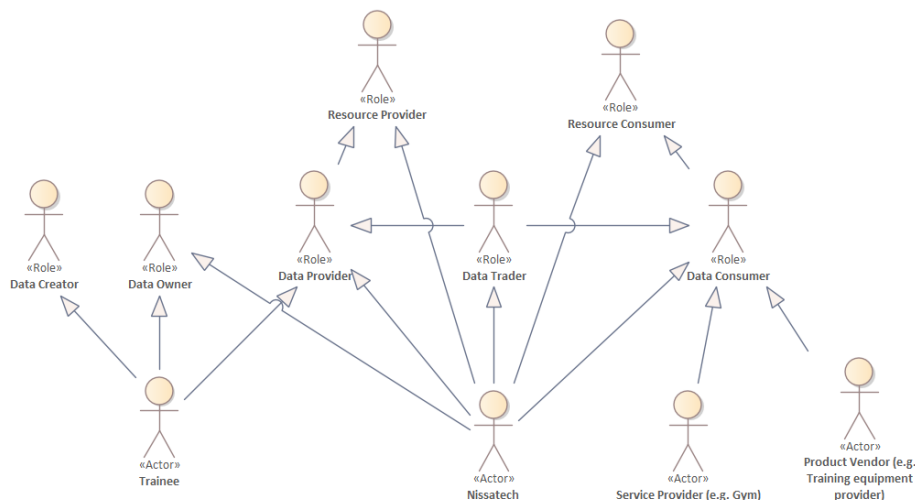 «Role»
Resource Provider
«Role»
Resource Consumer
«Role»
Data Creator
«Role»
Data Owner
«Role»
Data Provider
«Role»
Data Trader
«Role»
Data Consumer
«Actor»
Trainee
«Actor»
Nissatech
«Actor»
Service Provider (e.g. Gym)
«Actor»
Product Vendor (e.g.
Training equipment
provider)